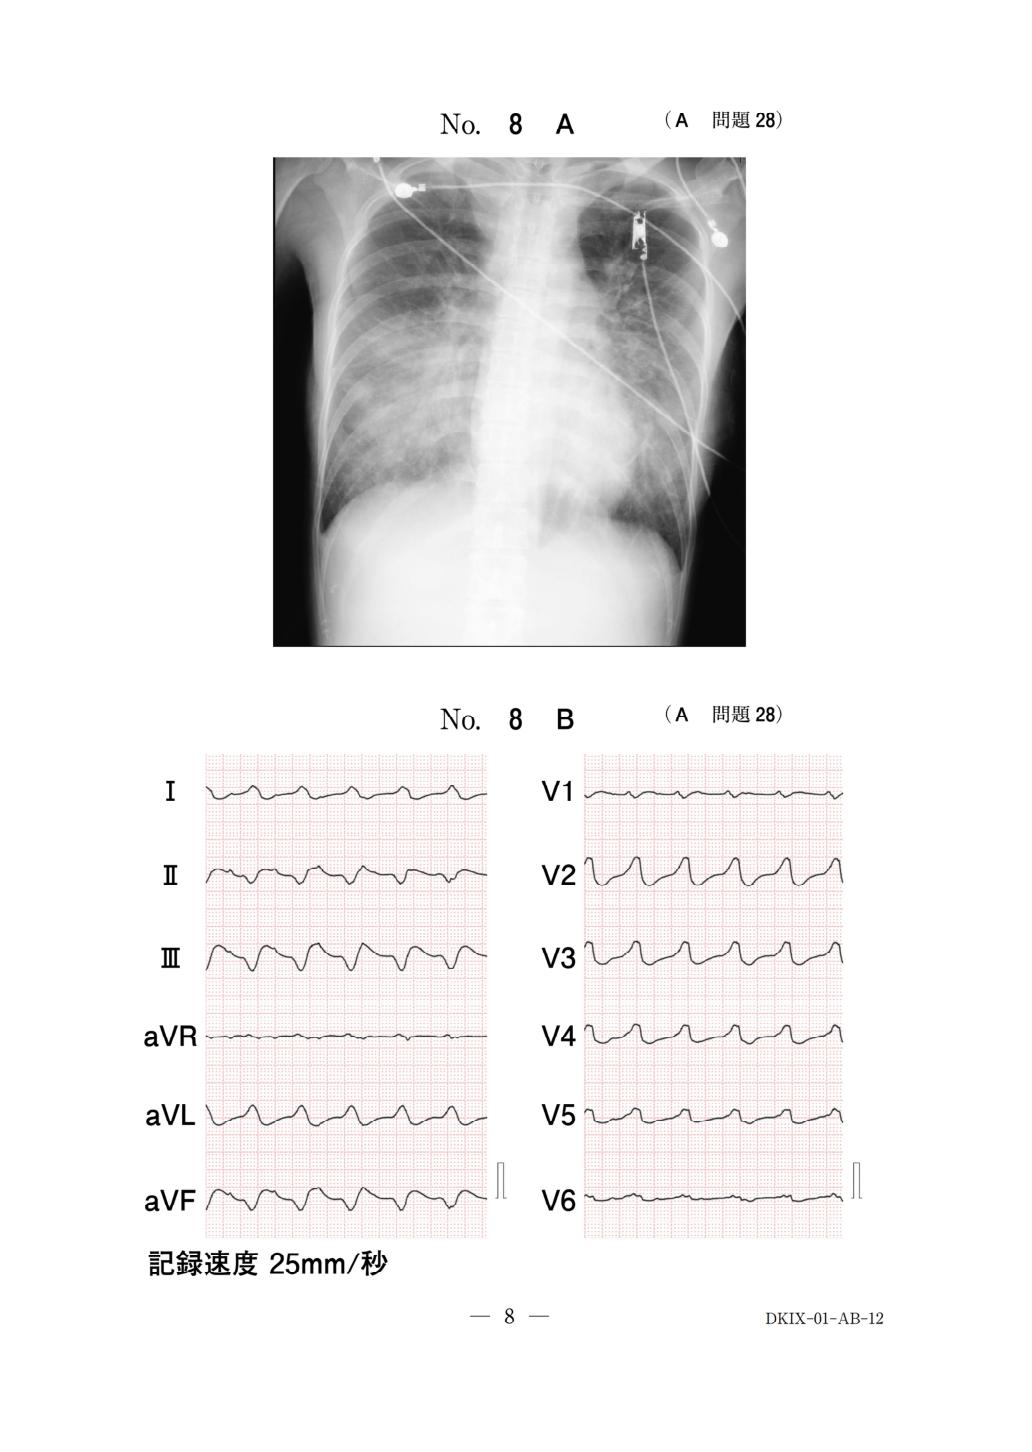 No. 8 A
(A 問題 28)
No. 8 B
(A 問題 28)
I
II
III
aVR
aVL
aVF
V1
V2
V3
V4
V5
V6
記録速度 25mm/秒
— 8 —
DKIX-01-AB-12